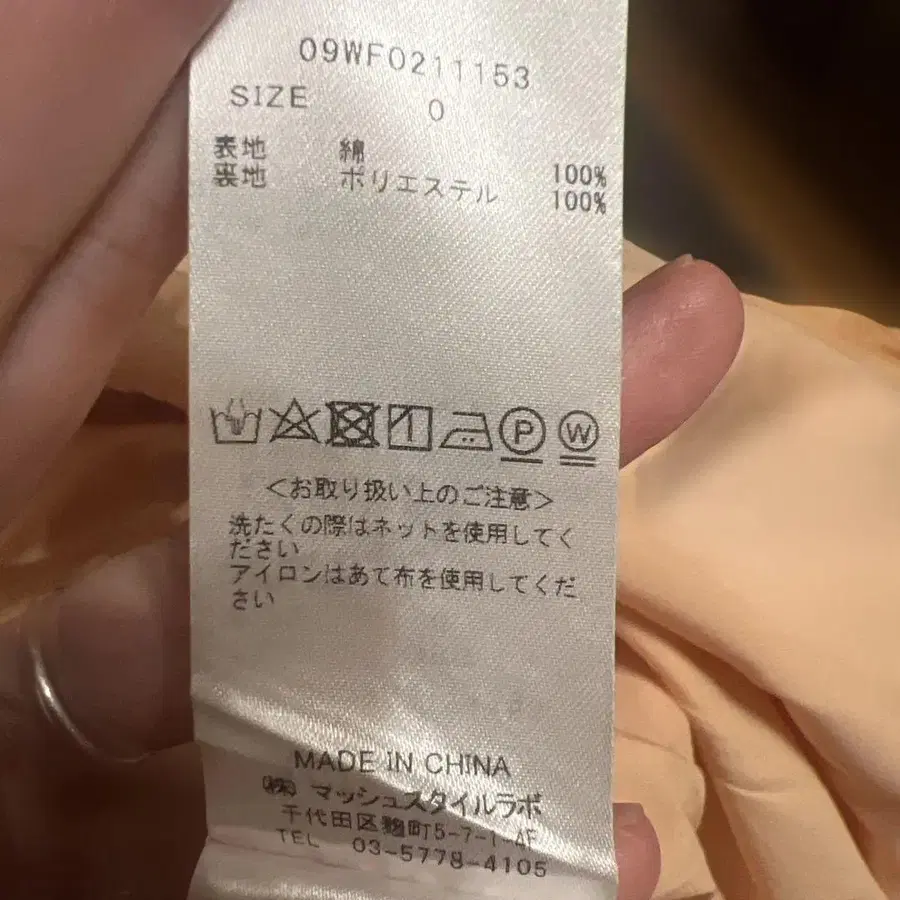 09WF0211153
SIZE 0
表地 綿 100%
裏地 ポリエステル 100%
P W
<お取り扱い上のご注意>
洗たくの際はネットを使用してく
ださい
アイロンはあて布を使用してくだ
さい
MADE IN CHINA
㈱ マッシュスタイルラボ
千代田区麹町5-7-1-4F
TEL 03-5778-4105